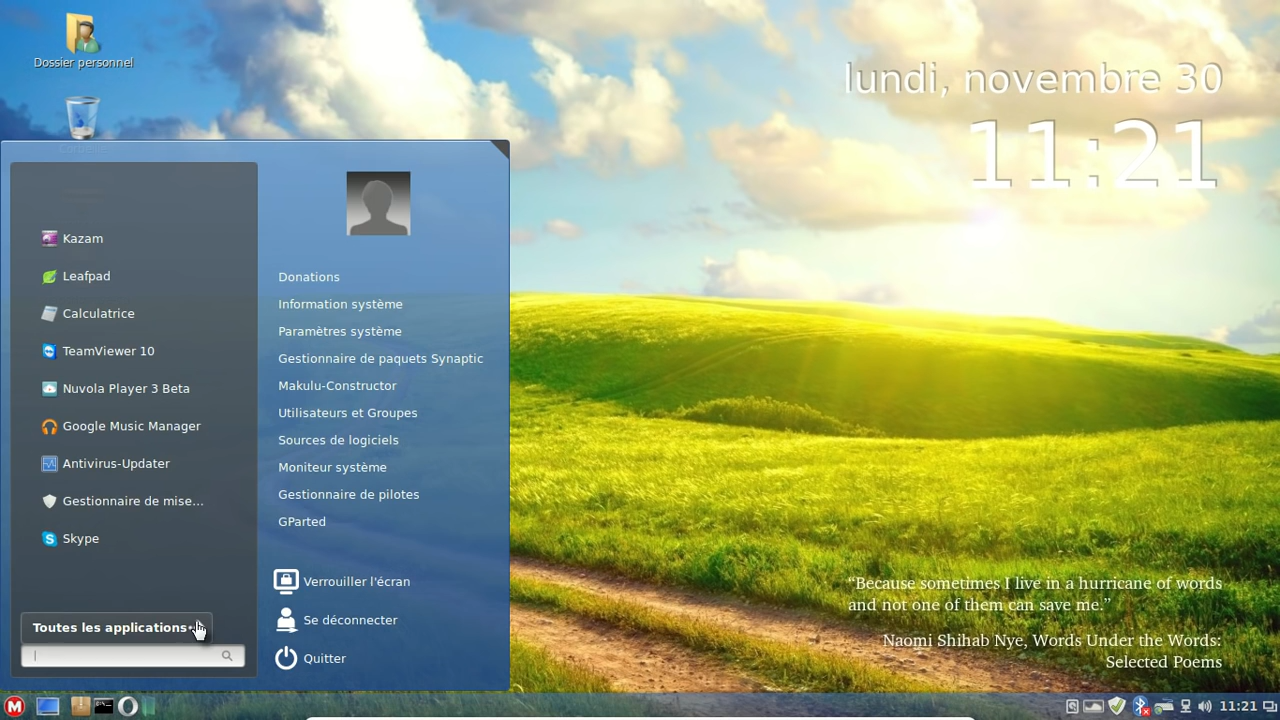 Dossier personnel
lundi, novembre 30
11:21
Kazam
Leafpad
Calculatrice
TeamViewer 10
Nuvola Player 3 Beta
Google Music Manager
Antivirus-Updater
Gestionnaire de mise...
Skype
Toutes les applications
Donations
Information système
Paramètres système
Gestionnaire de paquets Synaptic
Makulu-Constructor
Utilisateurs et Groupes
Sources de logiciels
Moniteur système
Gestionnaire de pilotes
GParted
Verrouiller l'écran
Se déconnecter
Quitter
“Because sometimes I live in a hurricane of words
and not one of them can save me.”
Naomi Shihab Nye, Words Under the Words:
Selected Poems
11:21